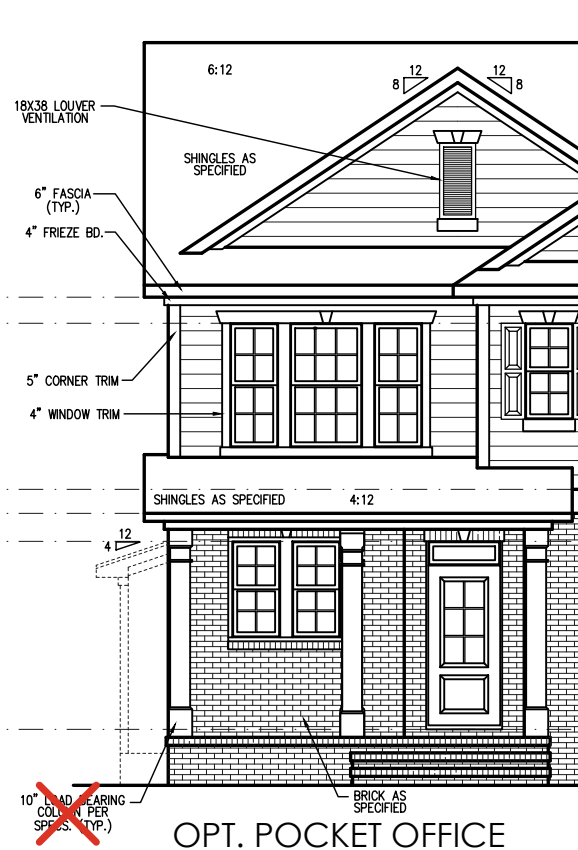 6:12
12
12
8
8
18X38 LOUVER
VENTILATION
SHINGLES AS
SPECIFIED
6" FASCIA
(TYP.)
4" FRIEZE BD.
5" CORNER TRIM
4" WINDOW TRIM
SHINGLES AS SPECIFIED
4:12
12
4
10" LOAD BEARING
COLUMN PER
SPECS. (TYP.)
BRICK AS
SPECIFIED
OPT. POCKET OFFICE